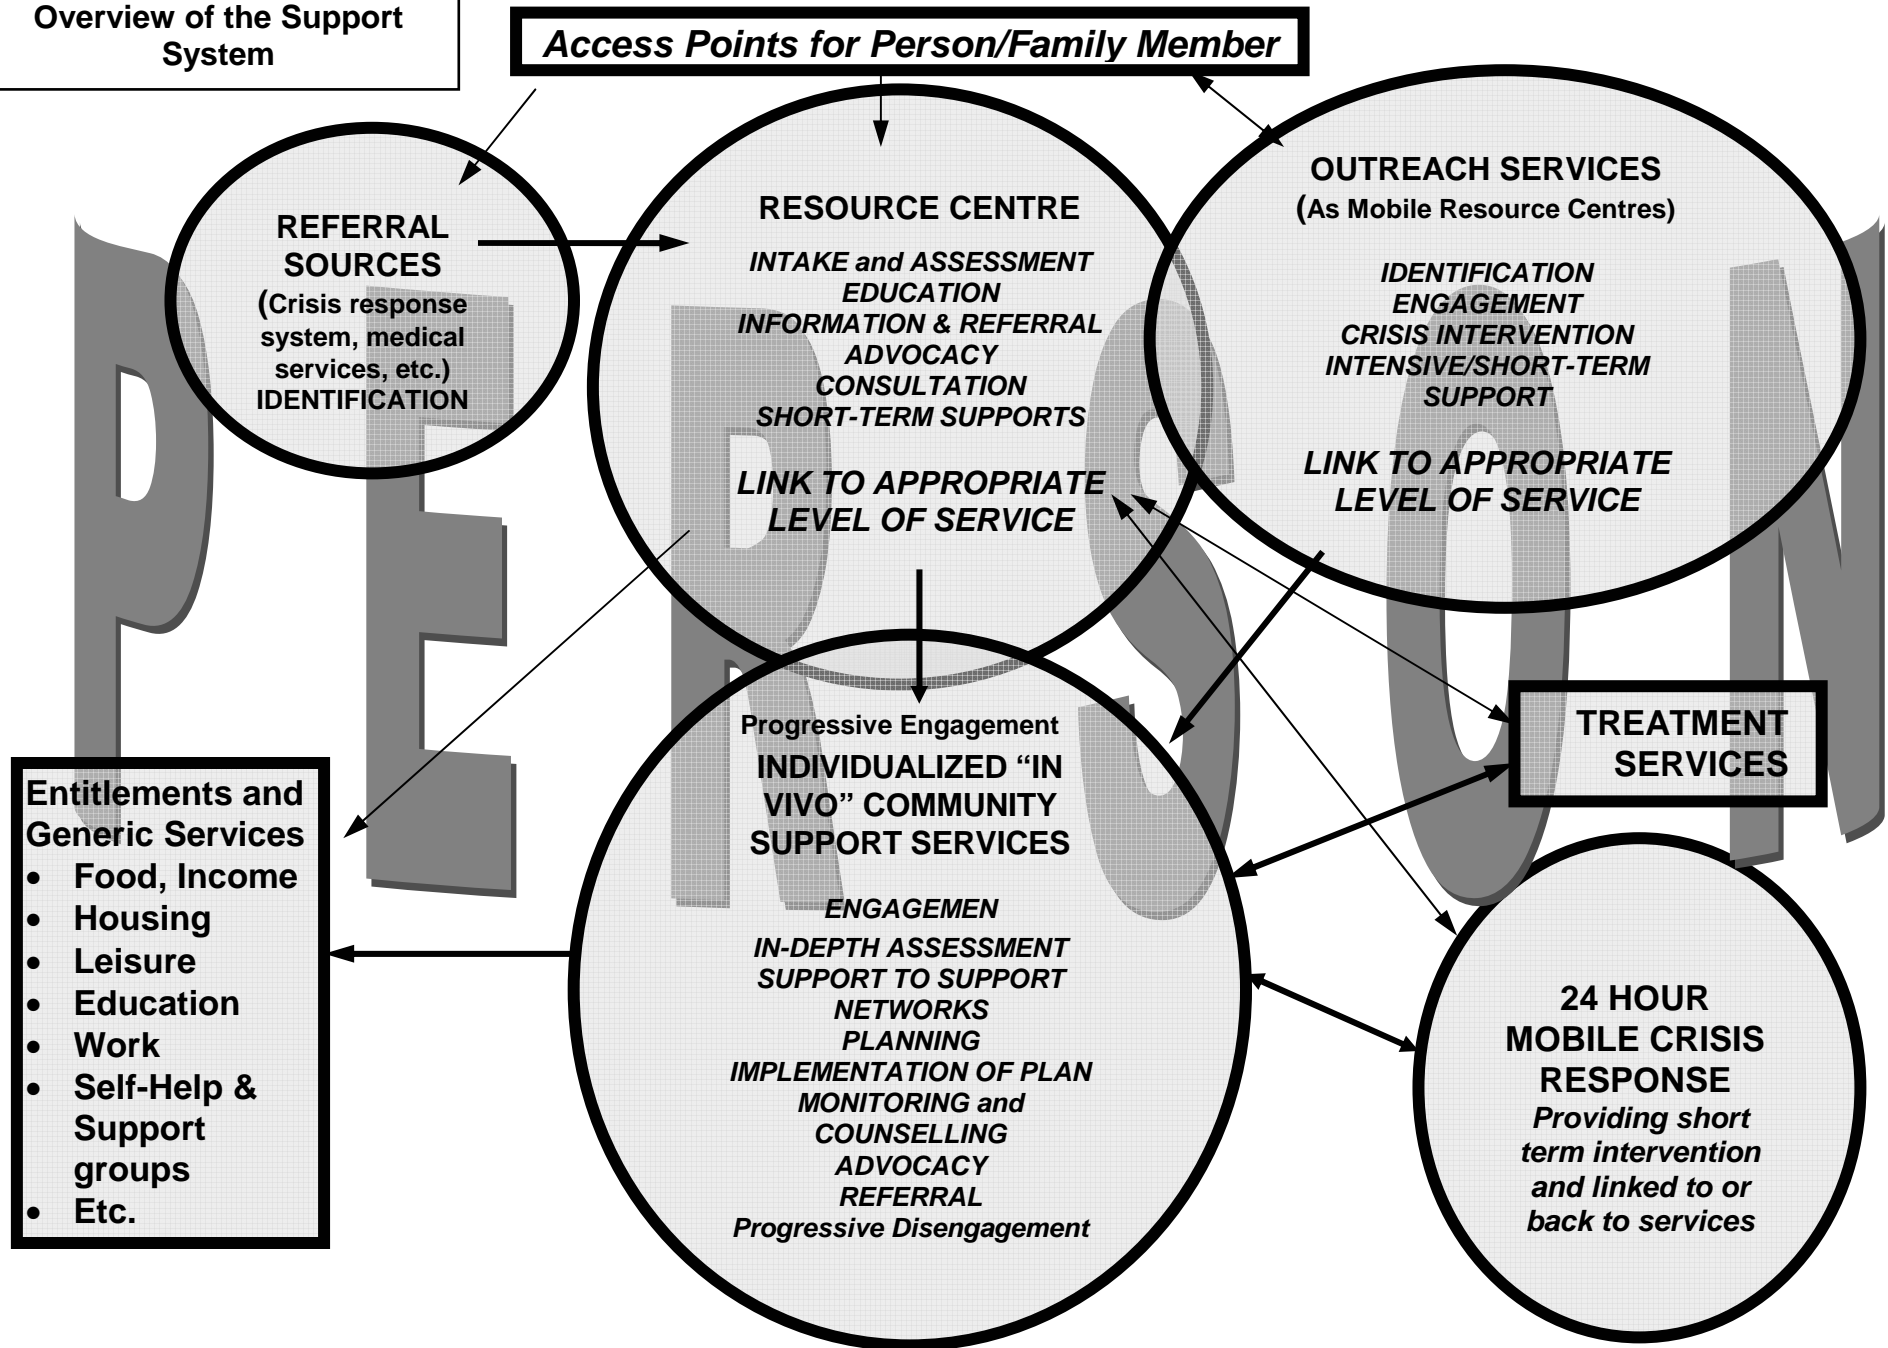 Overview of the Support
System
Access Points for Person/Family Member
REFERRAL
SOURCES
(Crisis response
system, medical
services, etc.)
IDENTIFICATION
RESOURCE CENTRE
INTAKE and ASSESSMENT
EDUCATION
INFORMATION & REFERRAL
ADVOCACY
CONSULTATION
SHORT-TERM SUPPORTS
LINK TO APPROPRIATE
LEVEL OF SERVICE
OUTREACH SERVICES
(As Mobile Resource Centres)
IDENTIFICATION
ENGAGEMENT
CRISIS INTERVENTION
INTENSIVE/SHORT-TERM
SUPPORT
LINK TO APPROPRIATE
LEVEL OF SERVICE
PERSON
Entitlements and
Generic Services
• Food, Income
• Housing
• Leisure
• Education
• Work
• Self-Help &
Support
groups
• Etc.
Progressive Engagement
INDIVIDUALIZED “IN
VIVO” COMMUNITY
SUPPORT SERVICES
ENGAGEMEN
IN-DEPTH ASSESSMENT
SUPPORT TO SUPPORT
NETWORKS
PLANNING
IMPLEMENTATION OF PLAN
MONITORING and
COUNSELLING
ADVOCACY
REFERRAL
Progressive Disengagement
TREATMENT
SERVICES
24 HOUR
MOBILE CRISIS
RESPONSE
Providing short
term intervention
and linked to or
back to services